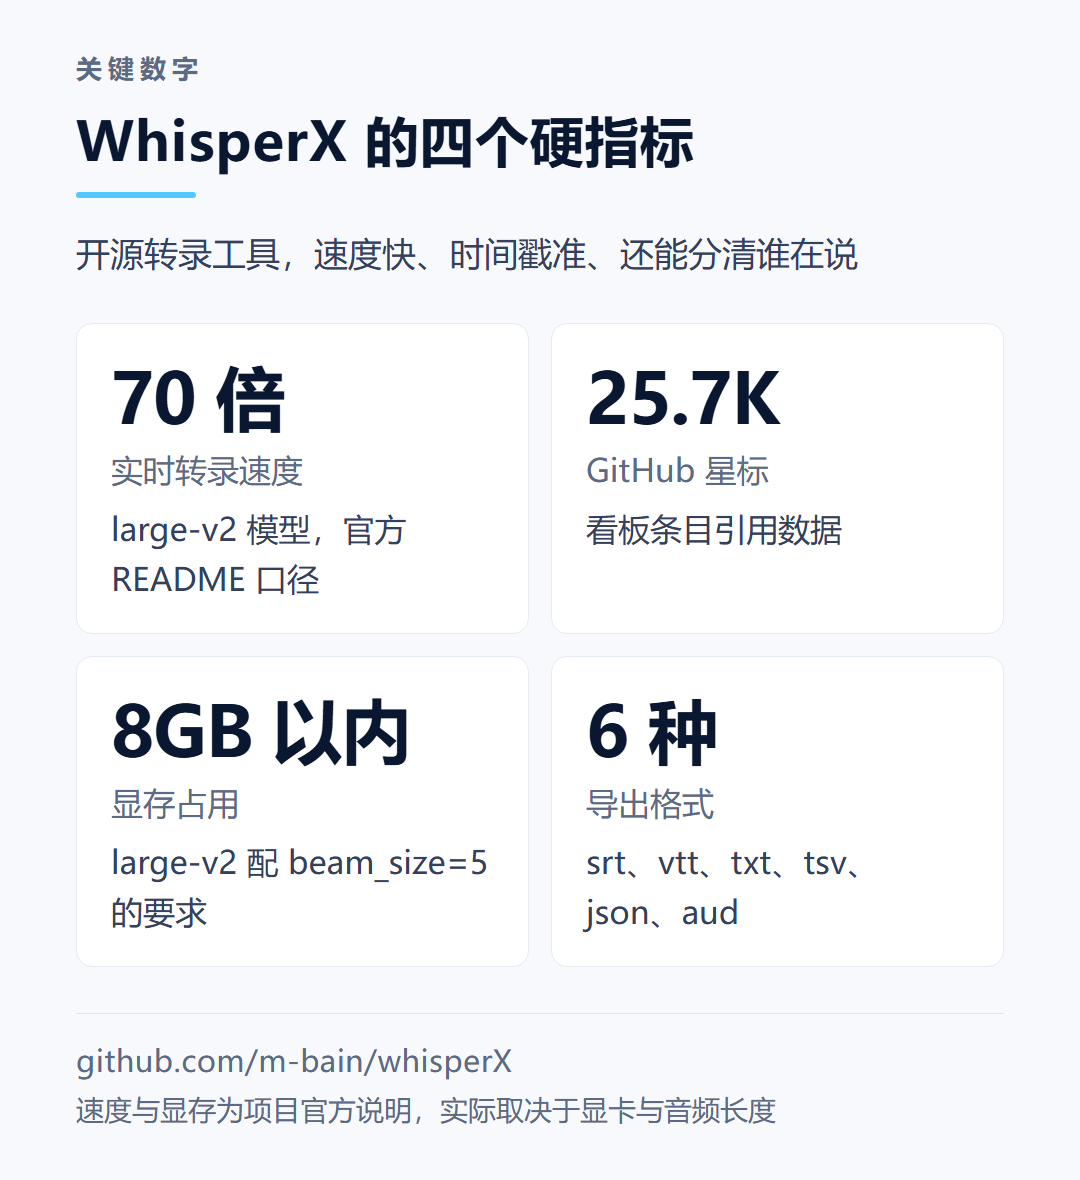 关键数字
WhisperX 的四个硬指标
开源转录工具，速度快、时间戳准、还能分清谁在说
70 倍
实时转录速度
large-v2 模型，官方
README 口径
25.7K
GitHub 星标
看板条目引用数据
8GB 以内
显存占用
large-v2 配 beam_size=5
的要求
6 种
导出格式
srt、vtt、txt、tsv、
json、aud
github.com/m-bain/whisperX
速度与显存为项目官方说明，实际取决于显卡与音频长度